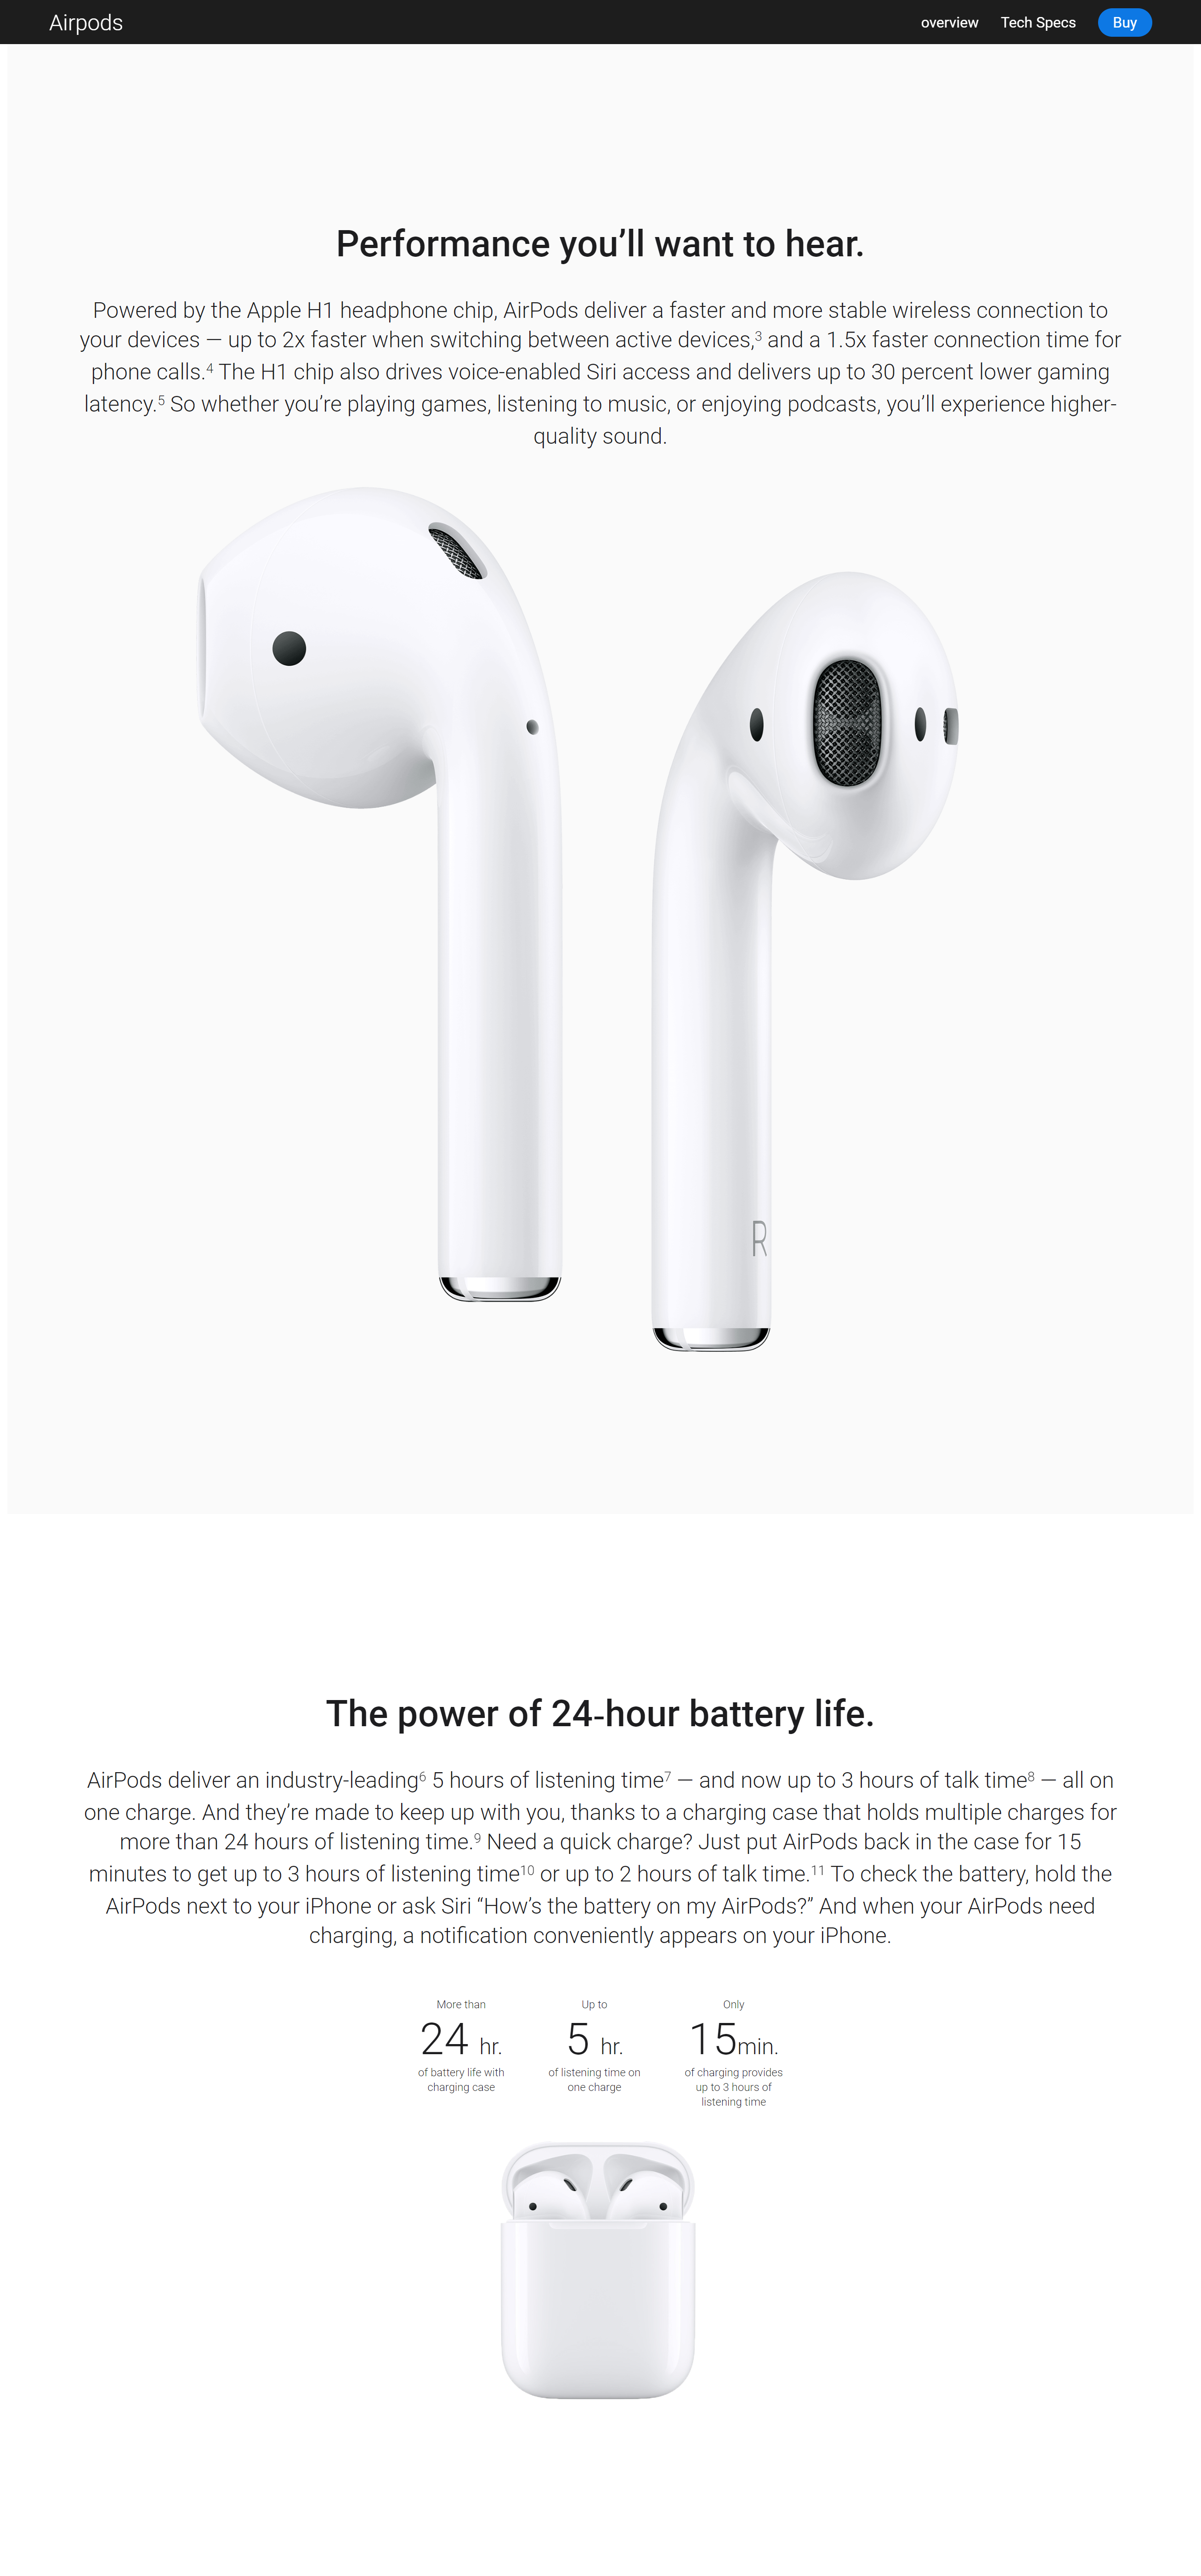 Airpods
overview Tech Specs Buy
Performance you’ll want to hear.
Powered by the Apple H1 headphone chip, AirPods deliver a faster and more stable wireless connection to
your devices — up to 2x faster when switching between active devices,³ and a 1.5x faster connection time for
phone calls.⁴ The H1 chip also drives voice-enabled Siri access and delivers up to 30 percent lower gaming
latency.⁵ So whether you’re playing games, listening to music, or enjoying podcasts, you’ll experience higher-
quality sound.
R
The power of 24-hour battery life.
AirPods deliver an industry-leading⁶ 5 hours of listening time⁷ — and now up to 3 hours of talk time⁸ — all on
one charge. And they’re made to keep up with you, thanks to a charging case that holds multiple charges for
more than 24 hours of listening time.⁹ Need a quick charge? Just put AirPods back in the case for 15
minutes to get up to 3 hours of listening time¹⁰ or up to 2 hours of talk time.¹¹ To check the battery, hold the
AirPods next to your iPhone or ask Siri “How’s the battery on my AirPods?” And when your AirPods need
charging, a notification conveniently appears on your iPhone.
More than
24 hr.
of battery life with
charging case
Up to
5 hr.
of listening time on
one charge
Only
15min.
of charging provides
up to 3 hours of
listening time